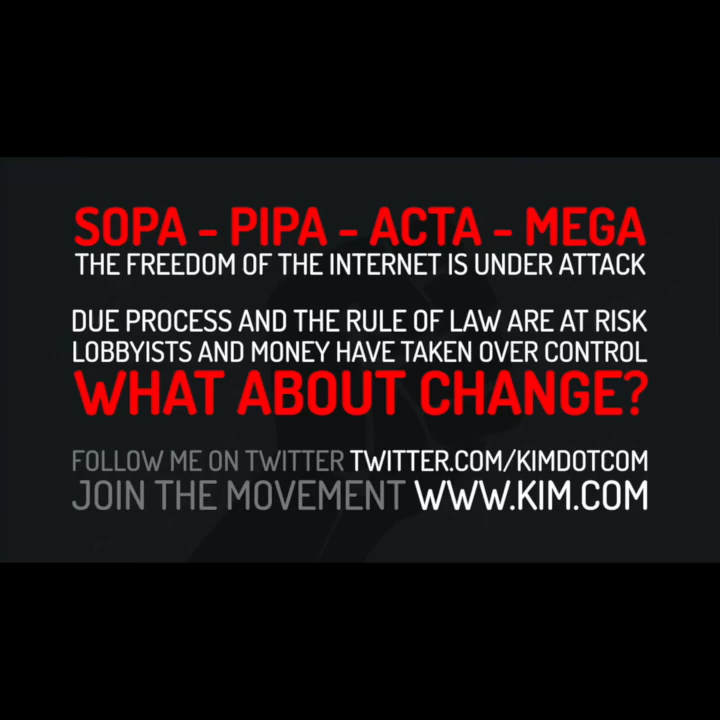 SOPA - PIPA - ACTA - MEGA
THE FREEDOM OF THE INTERNET IS UNDER ATTACK
DUE PROCESS AND THE RULE OF LAW ARE AT RISK
LOBBYISTS AND MONEY HAVE TAKEN OVER CONTROL
WHAT ABOUT CHANGE?
FOLLOW ME ON TWITTER TWITTER.COM/KIMDOTCOM
JOIN THE MOVEMENT WWW.KIM.COM